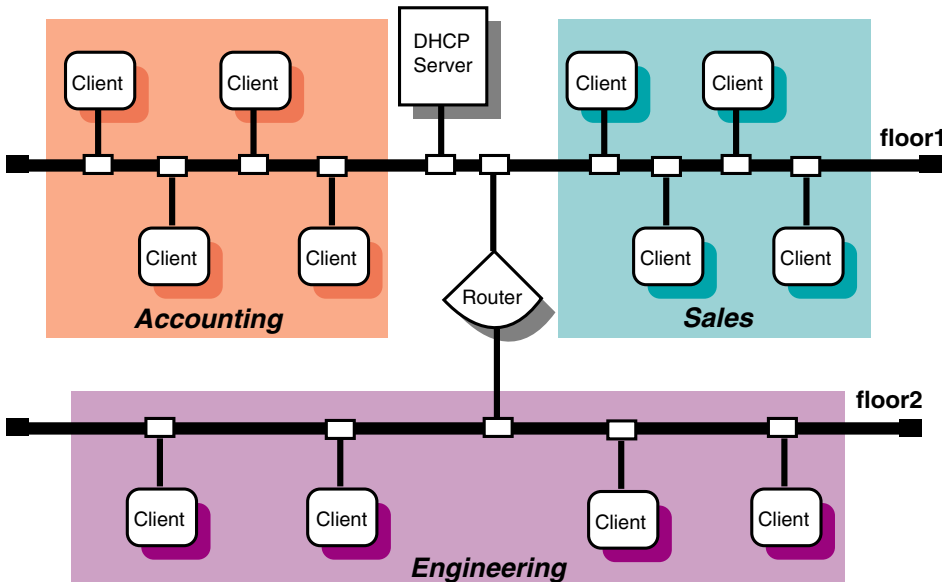 DHCP
Server
Client
Client
Client
Client
floor1
Client
Client
Client
Client
Router
Accounting
Sales
floor2
Client
Client
Client
Client
Engineering